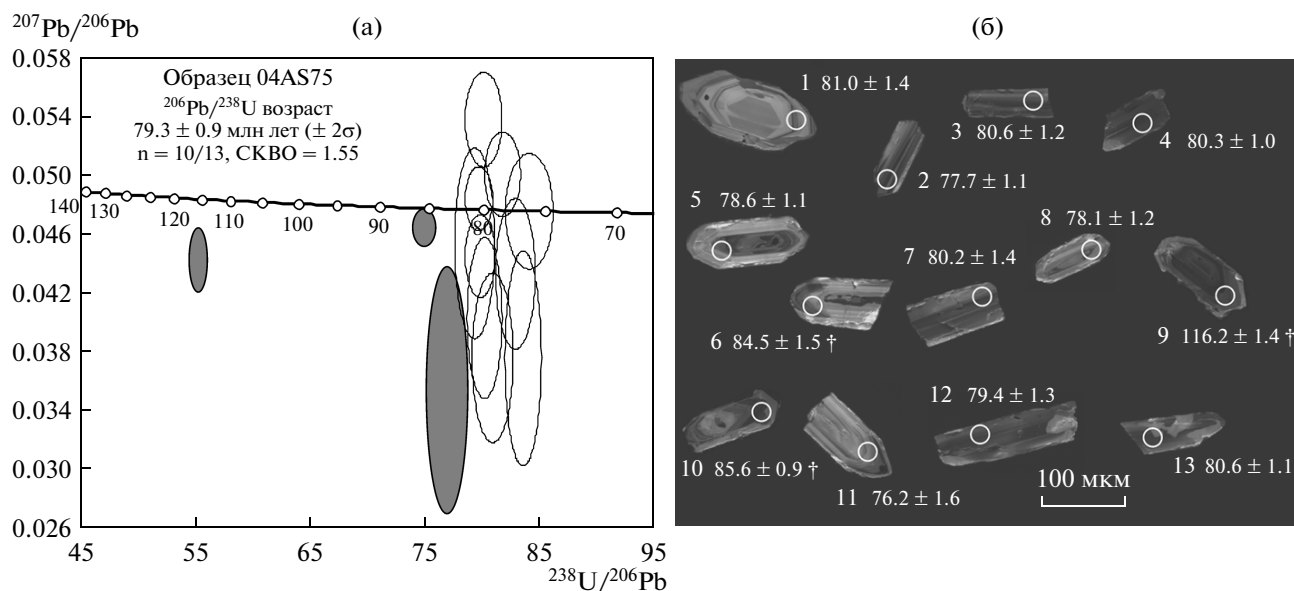 ²⁰⁷Pb/²⁰⁶Pb
(а)
0.058
0.054
0.050
0.046
0.042
0.038
0.034
0.030
0.026
Образец 04AS75
²⁰⁶Pb/²³⁸U возраст
79.3 ± 0.9 млн лет (± 2σ)
n = 10/13, СКВО = 1.55
140
130
120
110
100
90
80
70
45
55
65
75
85
95
²³⁸U/²⁰⁶Pb
(б)
1 81.0 ± 1.4
2 77.7 ± 1.1
3 80.6 ± 1.2
4 80.3 ± 1.0
5 78.6 ± 1.1
6 84.5 ± 1.5 †
7 80.2 ± 1.4
8 78.1 ± 1.2
9 116.2 ± 1.4 †
10 85.6 ± 0.9 †
11 76.2 ± 1.6
12 79.4 ± 1.3
13 80.6 ± 1.1
100 мкм